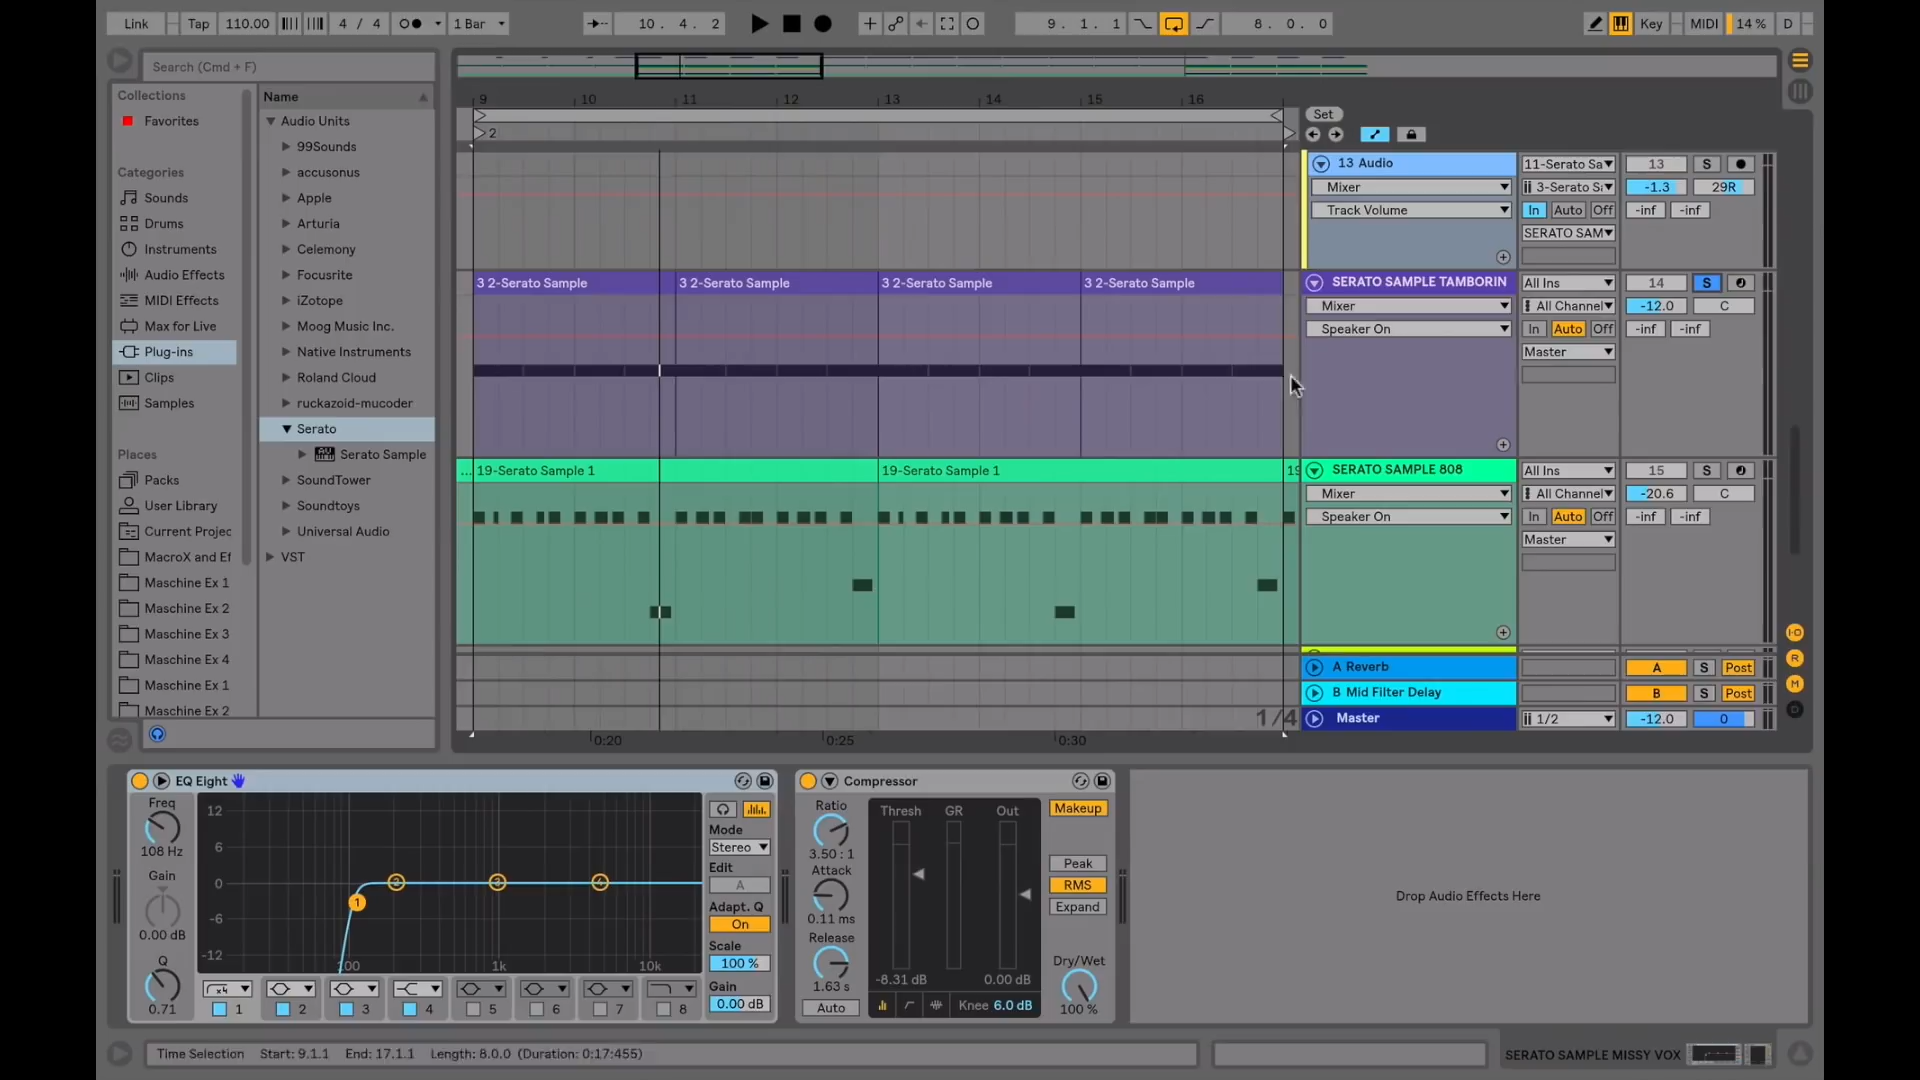 Link
Tap
110.00
4 / 4
1 Bar
10. 4. 2
9. 1. 1
8. 0. 0
Key
MIDI
14 %
D
Search (Cmd + F)
Collections
Favorites
Categories
Sounds
Drums
Instruments
Audio Effects
MIDI Effects
Max for Live
Plug-ins
Clips
Samples
Places
Packs
User Library
Current Projec
MacroX and Ef
Maschine Ex 1
Maschine Ex 2
Maschine Ex 3
Maschine Ex 4
Maschine Ex 1
Maschine Ex 2
Name
Audio Units
99Sounds
accusonus
Apple
Arturia
Celemony
Focusrite
iZotope
Moog Music Inc.
Native Instruments
Roland Cloud
ruckazoid-mucoder
Serato
Serato Sample
SoundTower
Soundtoys
Universal Audio
VST
9 10 11 12 13 14 15 16
2
Set
13 Audio
Mixer
Track Volume
11-Serato Sa
3-Serato Sa
In Auto Off
SERATO SAM
13 S
-1.3 29R
-inf -inf
3 2-Serato Sample 3 2-Serato Sample 3 2-Serato Sample 3 2-Serato Sample
SERATO SAMPLE TAMBORIN
Mixer
Speaker On
All Ins
All Channel
In Auto Off
Master
14 S
-12.0 C
-inf -inf
... 19-Serato Sample 1 19-Serato Sample 1 19
SERATO SAMPLE 808
Mixer
Speaker On
All Ins
All Channel
In Auto Off
Master
15 S
-20.6 C
-inf -inf
A Reverb A S Post
B Mid Filter Delay B S Post
1/4
Master 1/2 -12.0 0
0:20 0:25 0:30
I·O
R
M
D
EQ Eight
Freq
108 Hz
Gain
0.00 dB
Q
0.71
12
6
0
-6
-12
100 1k 10k
1 2 3 4
Mode
Stereo
Edit
A
Adapt. Q
On
Scale
100 %
Gain
0.00 dB
x4
1 2 3 4 5 6 7 8
Compressor
Ratio
3.50 : 1
Attack
0.11 ms
Release
1.63 s
Auto
Thresh GR Out
-8.31 dB 0.00 dB
Knee 6.0 dB
Makeup
Peak
RMS
Expand
Dry/Wet
100 %
Drop Audio Effects Here
Time Selection Start: 9.1.1 End: 17.1.1 Length: 8.0.0 (Duration: 0:17:455)
SERATO SAMPLE MISSY VOX